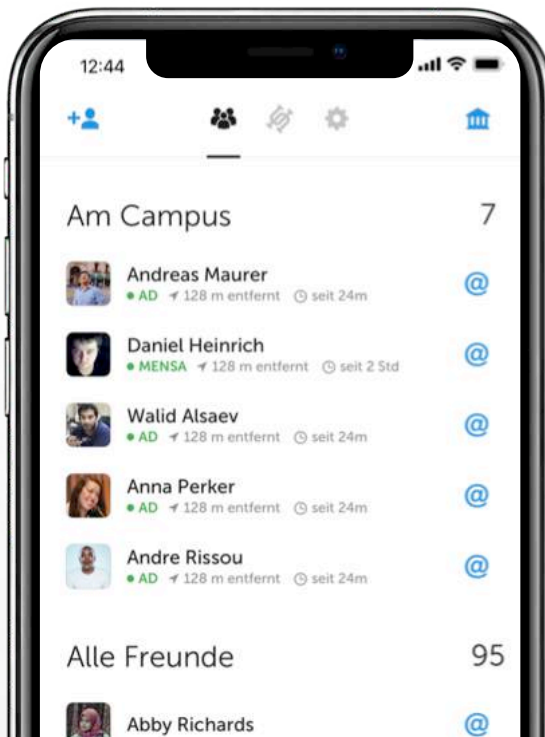 12:44
Am Campus 7
Andreas Maurer @
AD 128 m entfernt seit 24m
Daniel Heinrich @
MENSA 128 m entfernt seit 2 Std
Walid Alsaev @
AD 128 m entfernt seit 24m
Anna Perker @
AD 128 m entfernt seit 24m
Andre Rissou @
AD 128 m entfernt seit 24m
Alle Freunde 95
Abby Richards @